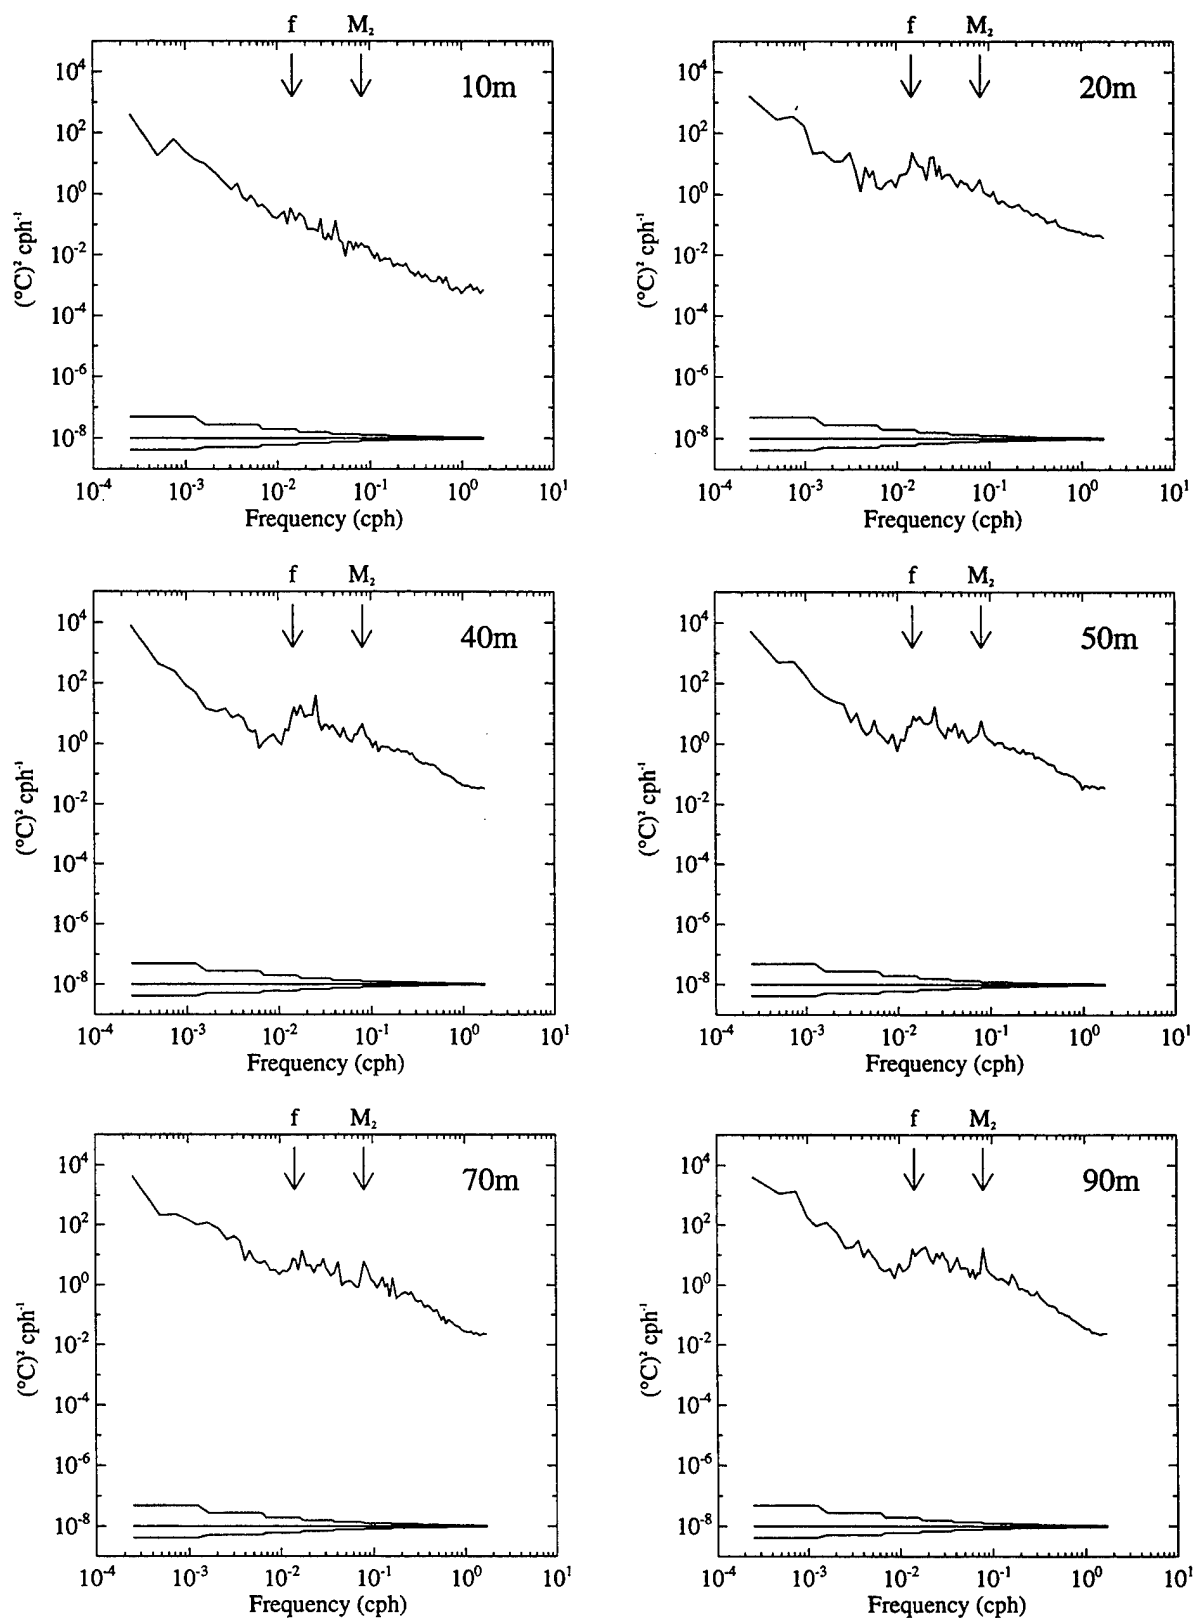 f M₂ f M₂
10m 20m
10⁴ 10⁴
10² 10²
10⁰ 10⁰
10⁻² 10⁻²
10⁻⁴ 10⁻⁴
10⁻⁶ 10⁻⁶
10⁻⁸ 10⁻⁸
(°C)² cph⁻¹ (°C)² cph⁻¹
10⁻⁴ 10⁻³ 10⁻² 10⁻¹ 10⁰ 10¹ 10⁻⁴ 10⁻³ 10⁻² 10⁻¹ 10⁰ 10¹
Frequency (cph) Frequency (cph)
f M₂ f M₂
40m 50m
10⁴ 10⁴
10² 10²
10⁰ 10⁰
10⁻² 10⁻²
10⁻⁴ 10⁻⁴
10⁻⁶ 10⁻⁶
10⁻⁸ 10⁻⁸
(°C)² cph⁻¹ (°C)² cph⁻¹
10⁻⁴ 10⁻³ 10⁻² 10⁻¹ 10⁰ 10¹ 10⁻⁴ 10⁻³ 10⁻² 10⁻¹ 10⁰ 10¹
Frequency (cph) Frequency (cph)
f M₂ f M₂
70m 90m
10⁴ 10⁴
10² 10²
10⁰ 10⁰
10⁻² 10⁻²
10⁻⁴ 10⁻⁴
10⁻⁶ 10⁻⁶
10⁻⁸ 10⁻⁸
(°C)² cph⁻¹ (°C)² cph⁻¹
10⁻⁴ 10⁻³ 10⁻² 10⁻¹ 10⁰ 10¹ 10⁻⁴ 10⁻³ 10⁻² 10⁻¹ 10⁰ 10¹
Frequency (cph) Frequency (cph)